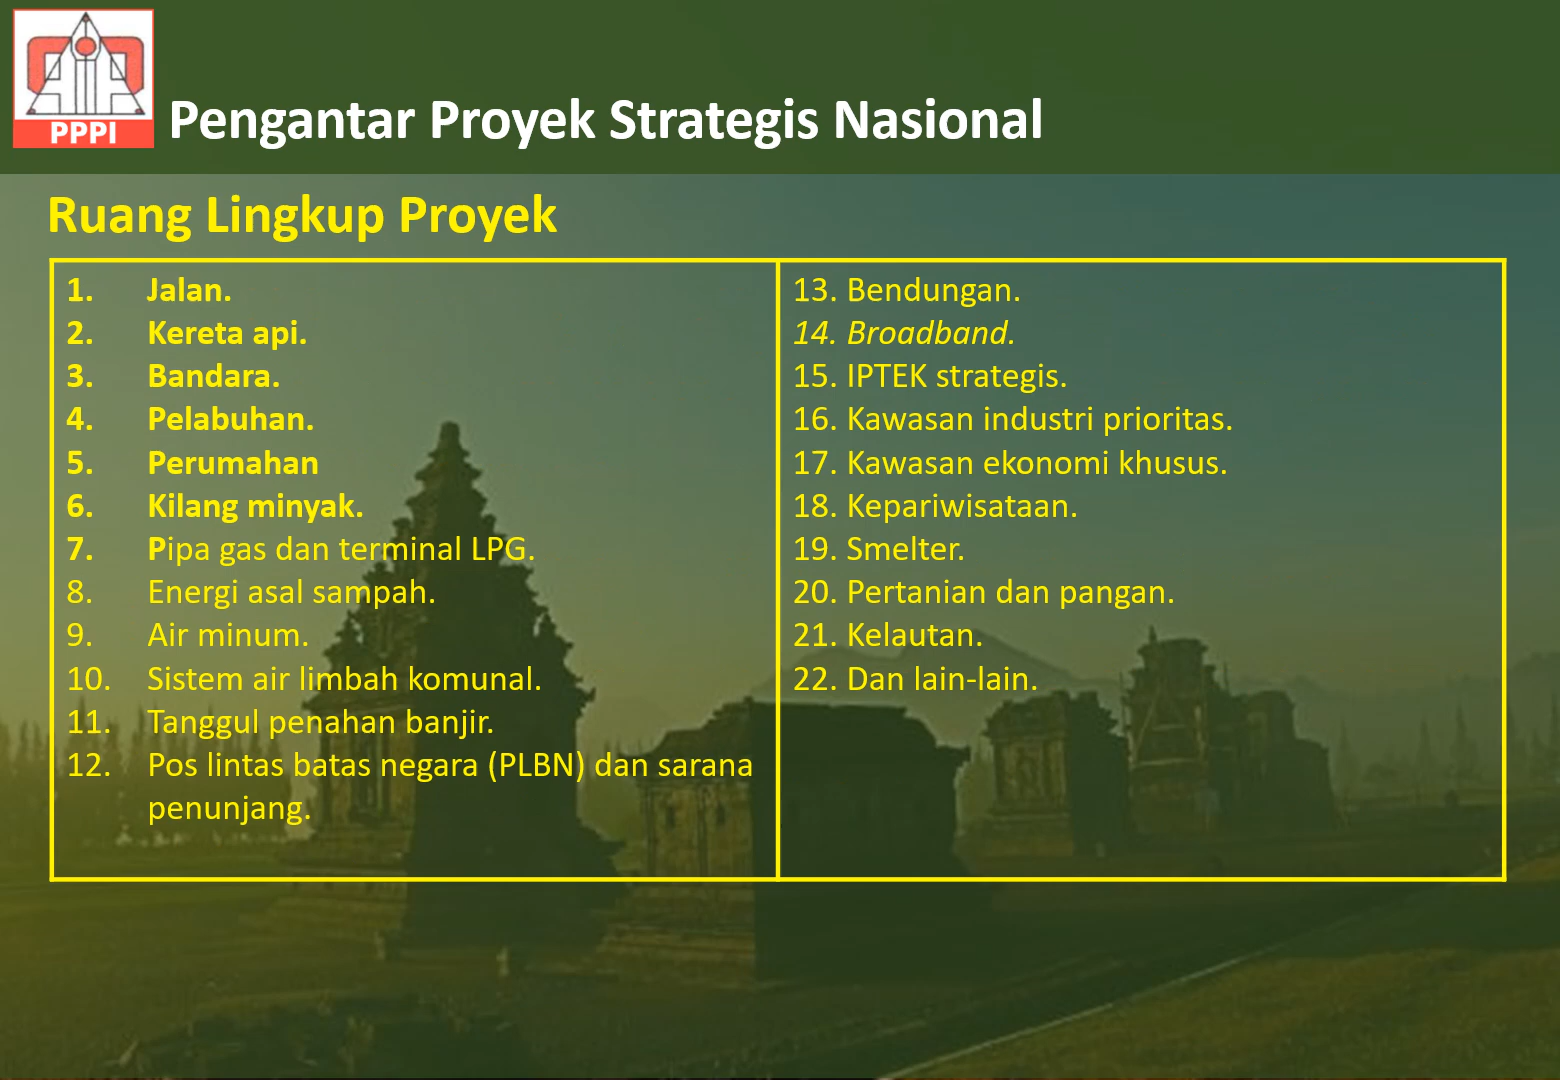 PPPI
Pengantar Proyek Strategis Nasional
Ruang Lingkup Proyek
1. Jalan.
2. Kereta api.
3. Bandara.
4. Pelabuhan.
5. Perumahan
6. Kilang minyak.
7. Pipa gas dan terminal LPG.
8. Energi asal sampah.
9. Air minum.
10. Sistem air limbah komunal.
11. Tanggul penahan banjir.
12. Pos lintas batas negara (PLBN) dan sarana
penunjang.
13. Bendungan.
14. Broadband.
15. IPTEK strategis.
16. Kawasan industri prioritas.
17. Kawasan ekonomi khusus.
18. Kepariwisataan.
19. Smelter.
20. Pertanian dan pangan.
21. Kelautan.
22. Dan lain-lain.